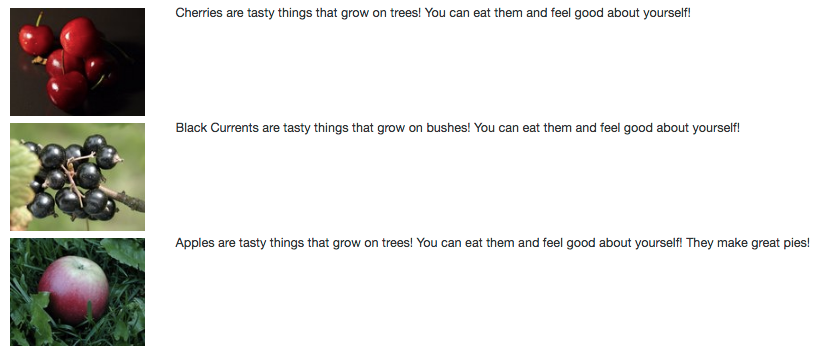 Cherries are tasty things that grow on trees! You can eat them and feel good about yourself!
Black Currents are tasty things that grow on bushes! You can eat them and feel good about yourself!
Apples are tasty things that grow on trees! You can eat them and feel good about yourself! They make great pies!